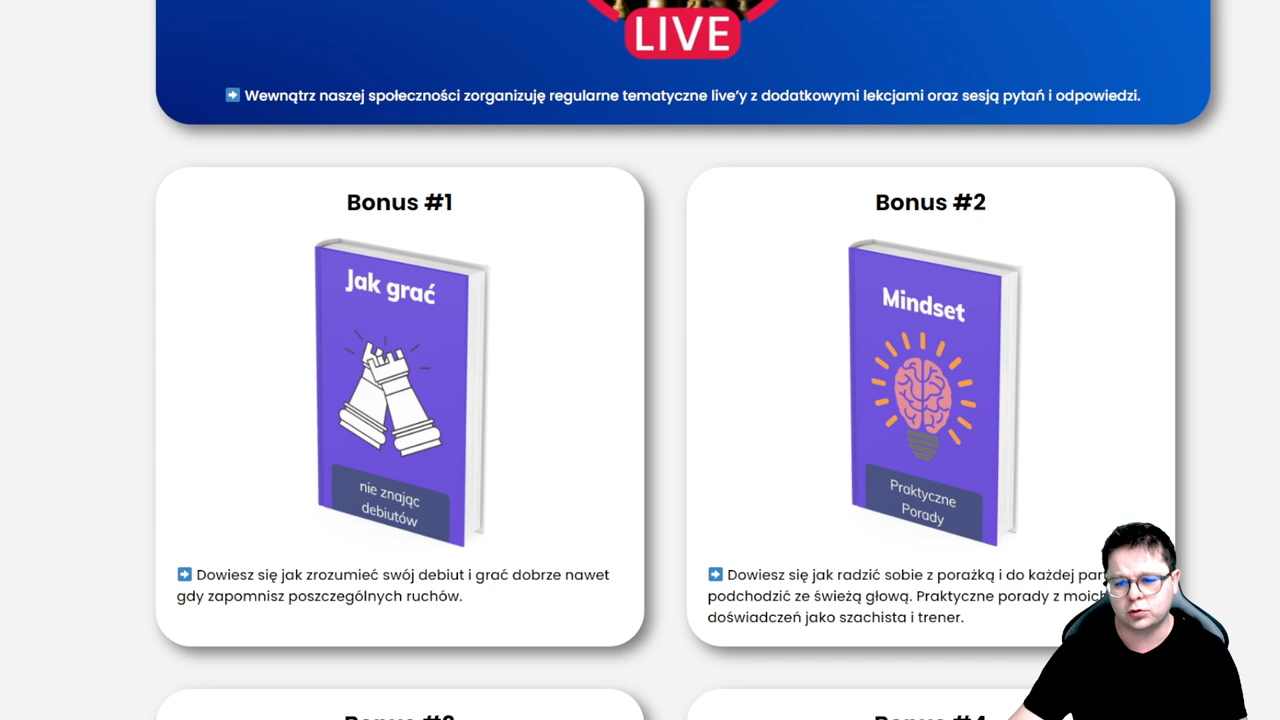 LIVE
➡ Wewnątrz naszej społeczności zorganizuję regularne tematyczne live'y z dodatkowymi lekcjami oraz sesją pytań i odpowiedzi.
Bonus #1
Jak grać
nie znając
debiutów
➡ Dowiesz się jak zrozumieć swój debiut i grać dobrze nawet
gdy zapomnisz poszczególnych ruchów.
Bonus #2
Mindset
Praktyczne
Porady
➡ Dowiesz się jak radzić sobie z porażką i do każdej
podchodzić ze świeżą głową. Praktyczne porady z moich
doświadczeń jako szachista i trener.